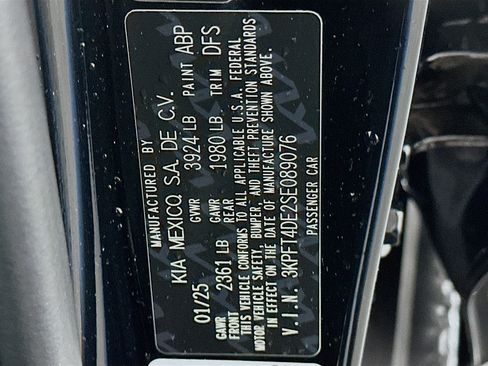 MANUFACTURED BY
KIA MEXICO, S.A. DE C.V.
01/25 GVWR 3924 LB PAINT ABP
GAWR FRONT 2361 LB GAWR REAR 1980 LB TRIM DFS
THIS VEHICLE CONFORMS TO ALL APPLICABLE U.S.A. FEDERAL
MOTOR VEHICLE SAFETY, BUMPER, AND THEFT PREVENTION STANDARDS
IN EFFECT ON THE DATE OF MANUFACTURE SHOWN ABOVE.
V.I.N. 3KPFT4DE2SE089076
PASSENGER CAR